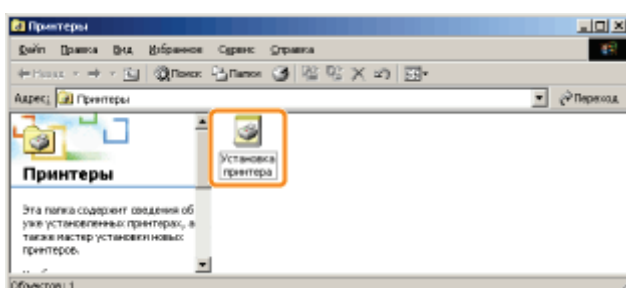 Принтеры
Файл Правка Вид Избранное Сервис Справка
Назад Поиск Папки
Адрес: Принтеры Переход
Установка принтера
Принтеры
Эта папка содержит сведения об
уже установленных принтерах, а
также мастер установки новых
принтеров.
Объектов: 1